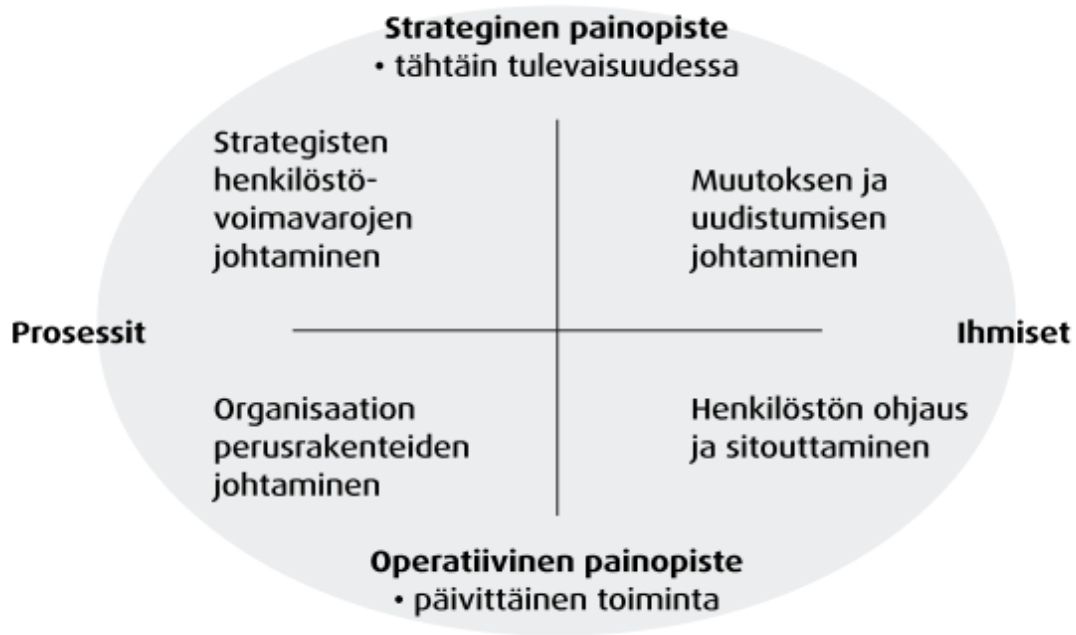 Strateginen painopiste
• tähtäin tulevaisuudessa
Strategisten
henkilöstö-
voimavarojen
johtaminen
Muutoksen ja
uudistumisen
johtaminen
Prosessit
Ihmiset
Organisaation
perusrakenteiden
johtaminen
Henkilöstön ohjaus
ja sitouttaminen
Operatiivinen painopiste
• päivittäinen toiminta